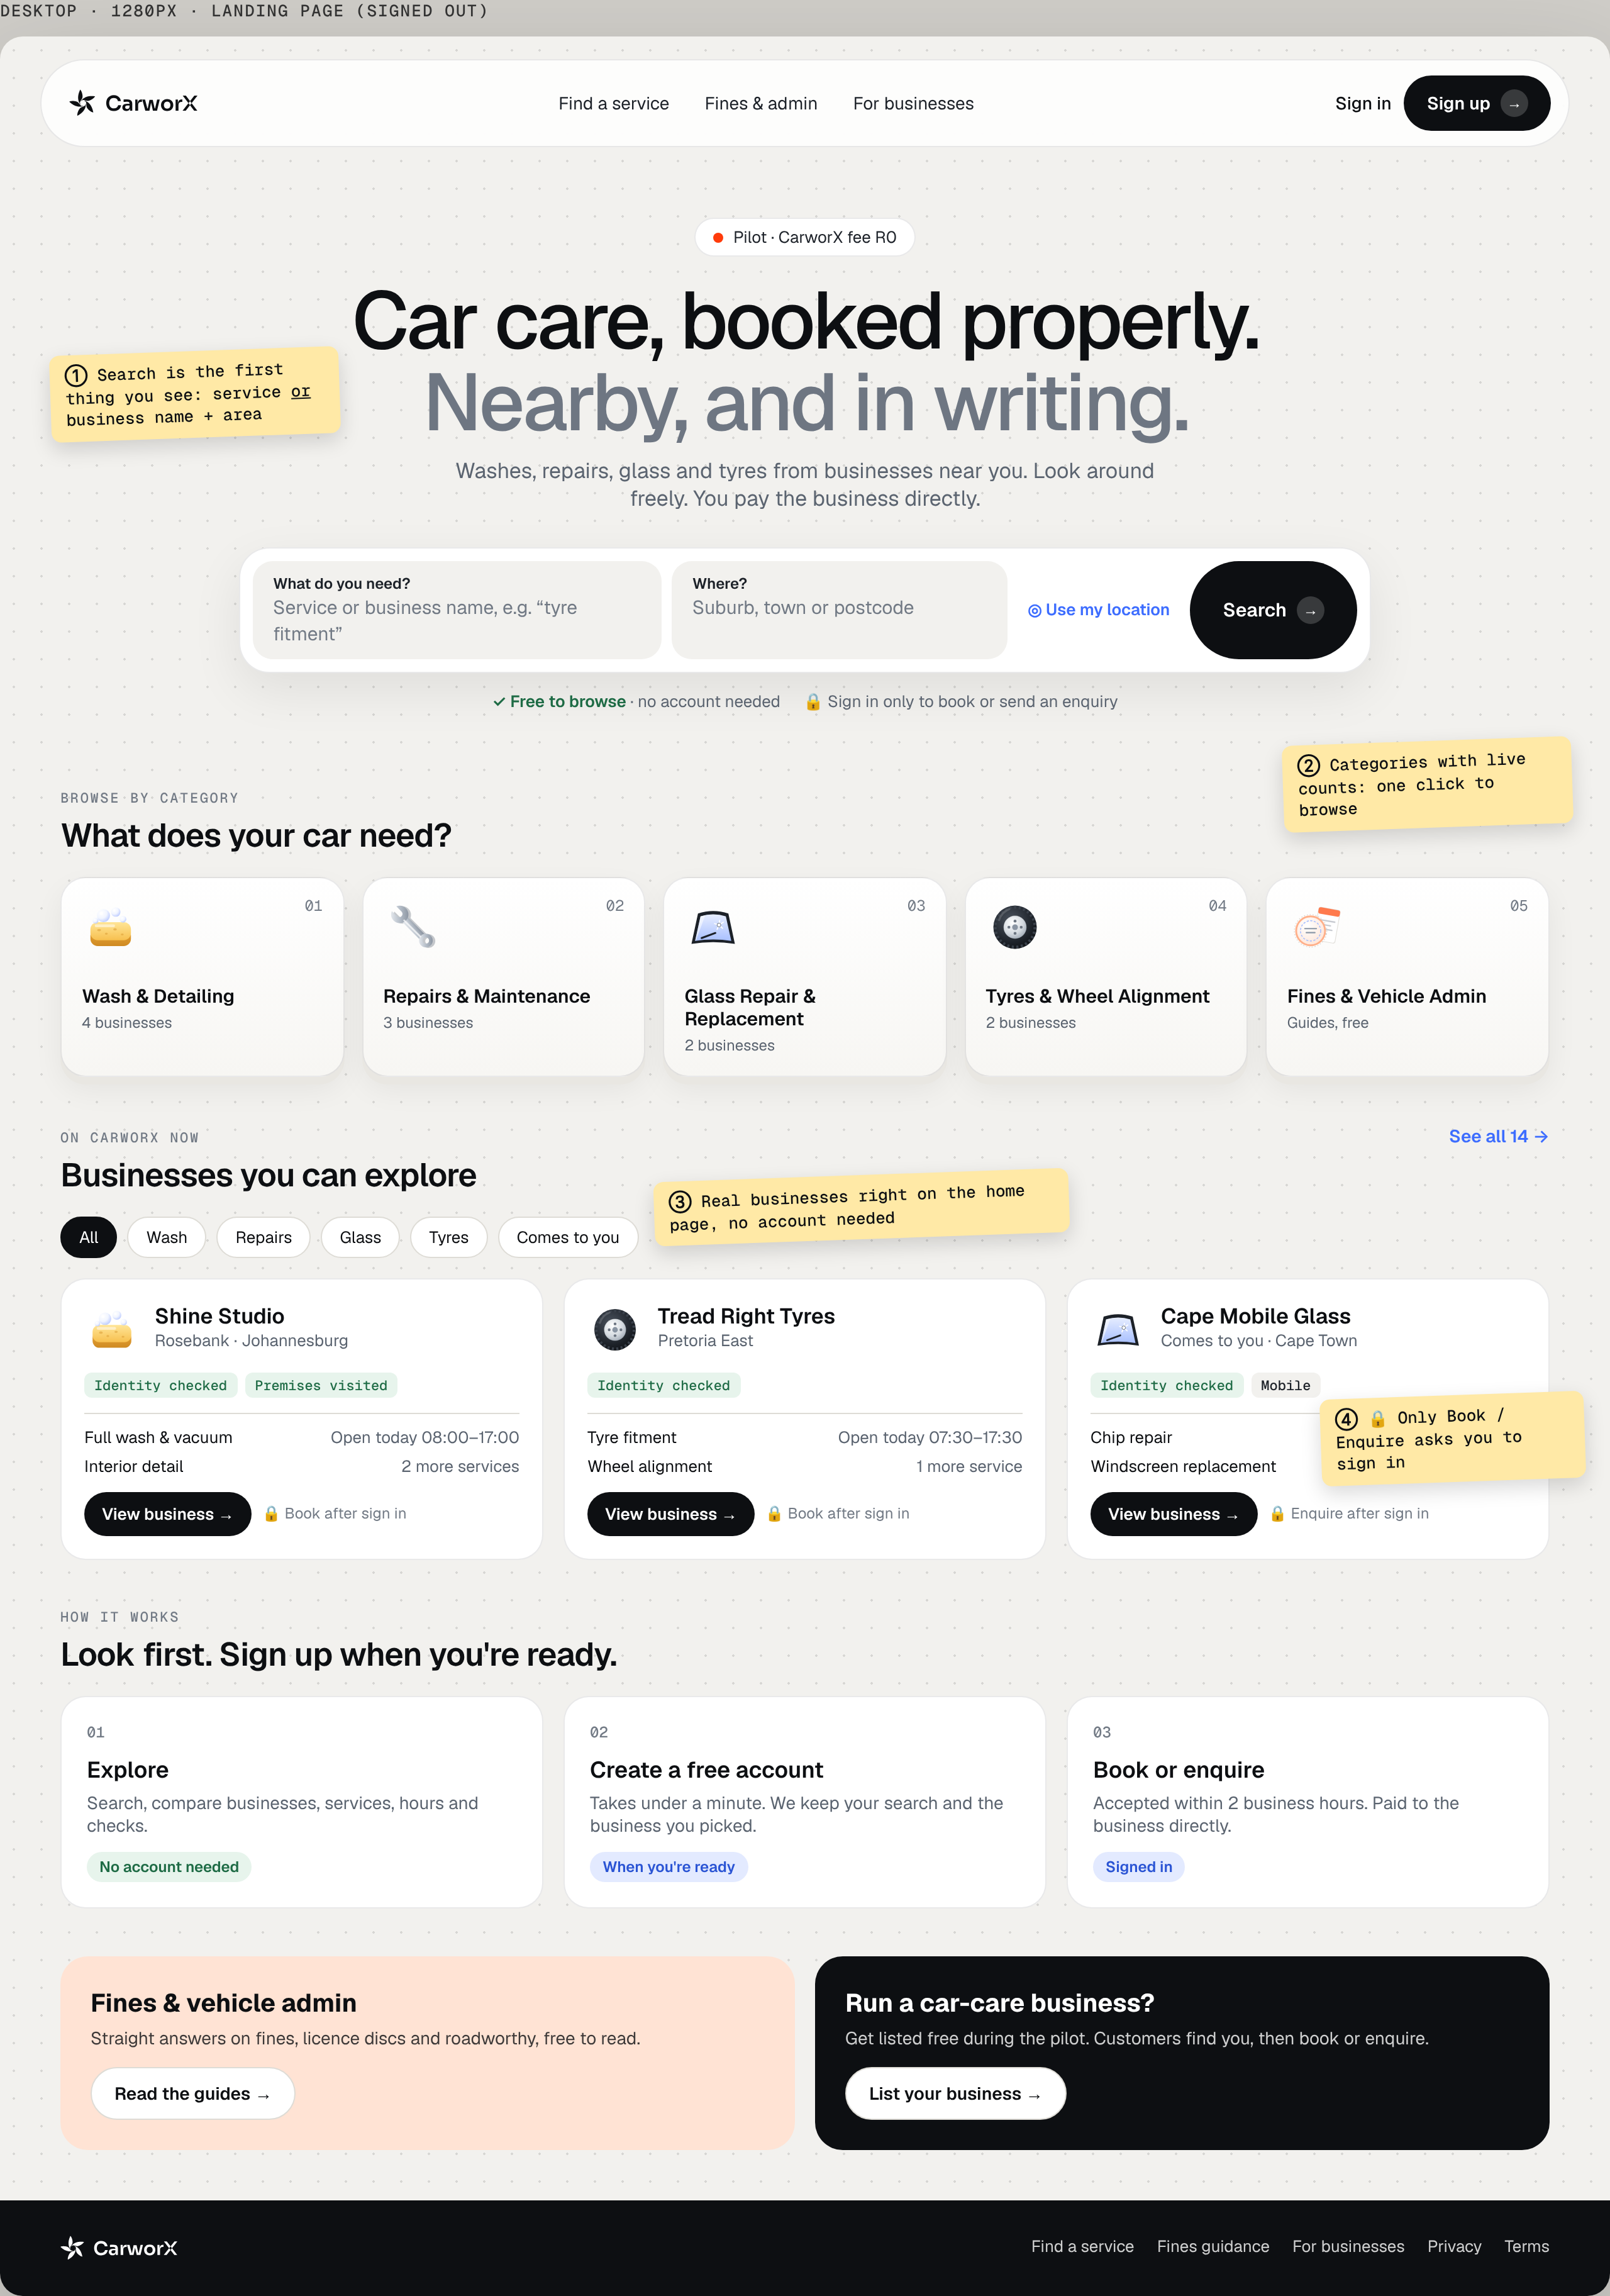 DESKTOP · 1280PX · LANDING PAGE (SIGNED OUT)
CarworX
Find a service
Fines & admin
For businesses
Sign in
Sign up →
Pilot · CarworX fee R0
Car care, booked properly.
Nearby, and in writing.
① Search is the first
thing you see: service or
business name + area
Washes, repairs, glass and tyres from businesses near you. Look around
freely. You pay the business directly.
What do you need?
Service or business name, e.g. “tyre
fitment”
Where?
Suburb, town or postcode
◎ Use my location
Search →
✓ Free to browse · no account needed
🔒 Sign in only to book or send an enquiry
② Categories with live
counts: one click to
browse
BROWSE BY CATEGORY
What does your car need?
01
Wash & Detailing
4 businesses
02
Repairs & Maintenance
3 businesses
03
Glass Repair &
Replacement
2 businesses
04
Tyres & Wheel Alignment
2 businesses
05
Fines & Vehicle Admin
Guides, free
ON CARWORX NOW
Businesses you can explore
See all 14 →
③ Real businesses right on the home
page, no account needed
All
Wash
Repairs
Glass
Tyres
Comes to you
Shine Studio
Rosebank · Johannesburg
Identity checked
Premises visited
Full wash & vacuum
Open today 08:00–17:00
Interior detail
2 more services
View business →
🔒 Book after sign in
Tread Right Tyres
Pretoria East
Identity checked
Tyre fitment
Open today 07:30–17:30
Wheel alignment
1 more service
View business →
🔒 Book after sign in
Cape Mobile Glass
Comes to you · Cape Town
Identity checked
Mobile
Chip repair
Windscreen replacement
④ 🔒 Only Book /
Enquire asks you to
sign in
View business →
🔒 Enquire after sign in
HOW IT WORKS
Look first. Sign up when you're ready.
01
Explore
Search, compare businesses, services, hours and
checks.
No account needed
02
Create a free account
Takes under a minute. We keep your search and the
business you picked.
When you're ready
03
Book or enquire
Accepted within 2 business hours. Paid to the
business directly.
Signed in
Fines & vehicle admin
Straight answers on fines, licence discs and roadworthy, free to read.
Read the guides →
Run a car-care business?
Get listed free during the pilot. Customers find you, then book or enquire.
List your business →
CarworX
Find a service
Fines guidance
For businesses
Privacy
Terms